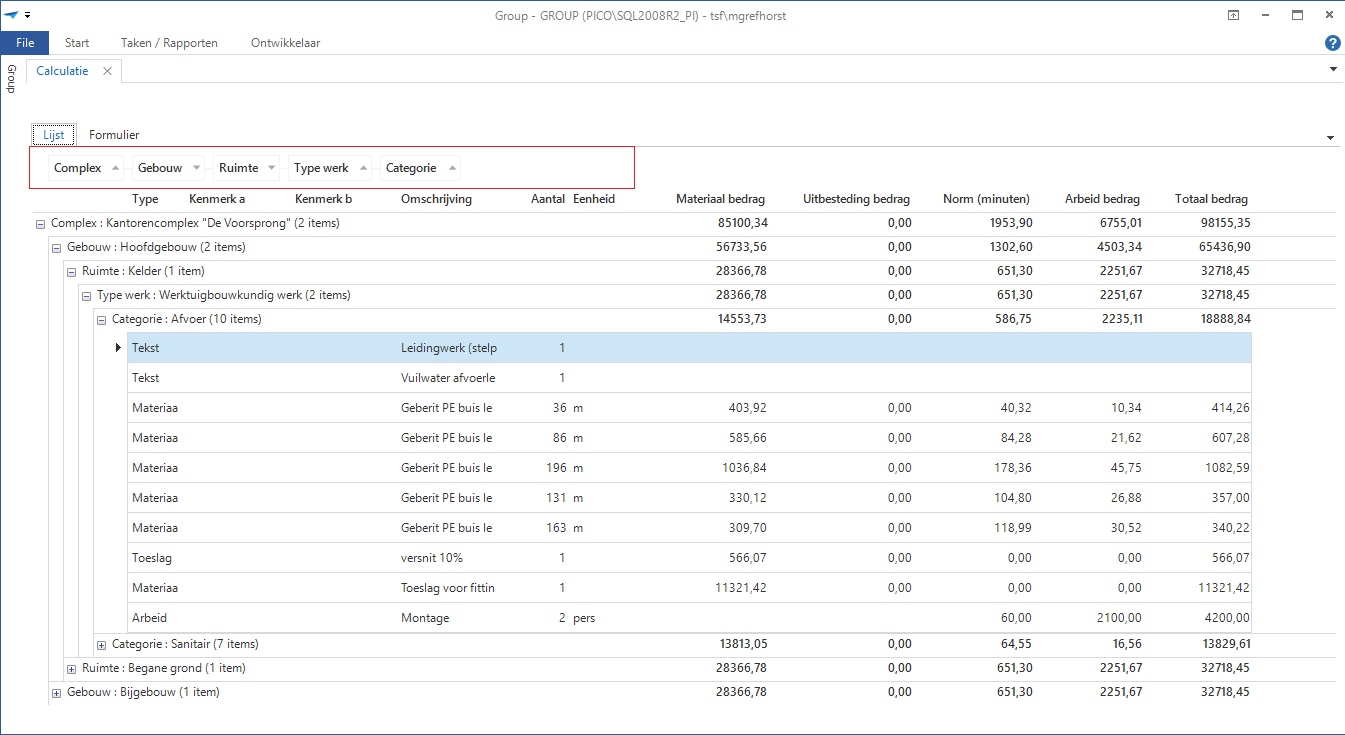 Group - GROUP (PICO\SQL2008R2_PI) - tsf\mgrefhorst
File Start Taken / Rapporten Ontwikkelaar ?
Group
Calculatie
Lijst Formulier
Complex Gebouw Ruimte Type werk Categorie
Type Kenmerk a Kenmerk b Omschrijving Aantal Eenheid Materiaal bedrag Uitbesteding bedrag Norm (minuten) Arbeid bedrag Totaal bedrag
Complex : Kantorencomplex "De Voorsprong" (2 items) 85100,34 0,00 1953,90 6755,01 98155,35
Gebouw : Hoofdgebouw (2 items) 56733,56 0,00 1302,60 4503,34 65436,90
Ruimte : Kelder (1 item) 28366,78 0,00 651,30 2251,67 32718,45
Type werk : Werktuigbouwkundig werk (2 items) 28366,78 0,00 651,30 2251,67 32718,45
Categorie : Afvoer (10 items) 14553,73 0,00 586,75 2235,11 18888,84
Tekst Leidingwerk (stelp 1
Tekst Vuilwater afvoerle 1
Materiaa Geberit PE buis le 36 m 403,92 0,00 40,32 10,34 414,26
Materiaa Geberit PE buis le 86 m 585,66 0,00 84,28 21,62 607,28
Materiaa Geberit PE buis le 196 m 1036,84 0,00 178,36 45,75 1082,59
Materiaa Geberit PE buis le 131 m 330,12 0,00 104,80 26,88 357,00
Materiaa Geberit PE buis le 163 m 309,70 0,00 118,99 30,52 340,22
Toeslag versnit 10% 1 566,07 0,00 0,00 0,00 566,07
Materiaa Toeslag voor fittin 1 11321,42 0,00 0,00 0,00 11321,42
Arbeid Montage 2 pers 60,00 2100,00 4200,00
Categorie : Sanitair (7 items) 13813,05 0,00 64,55 16,56 13829,61
Ruimte : Begane grond (1 item) 28366,78 0,00 651,30 2251,67 32718,45
Gebouw : Bijgebouw (1 item) 28366,78 0,00 651,30 2251,67 32718,45